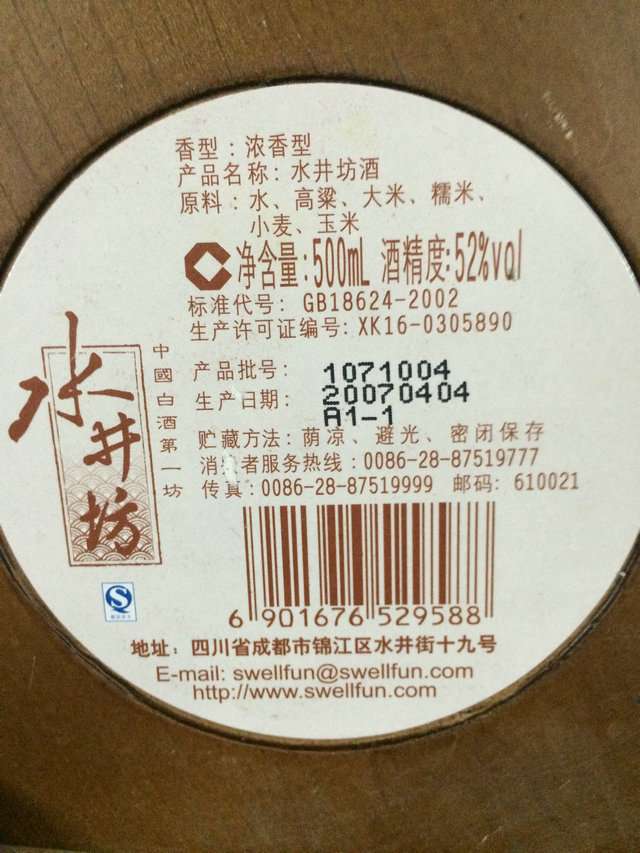 香型：浓香型
产品名称：水井坊酒
原料：水、高粱、大米、糯米、
小麦、玉米
净含量:500mL 酒精度:52%vol
标准代号：GB18624-2002
生产许可证编号：XK16-0305890
产品批号：1071004
生产日期：20070404
A1-1
贮藏方法：荫凉、避光、密闭保存
消费者服务热线：0086-28-87519777
传真：0086-28-87519999 邮码：610021
水井坊
中國白酒第一坊
6 901676 529588
地址：四川省成都市锦江区水井街十九号
E-mail: swellfun@swellfun.com
http://www.swellfun.com